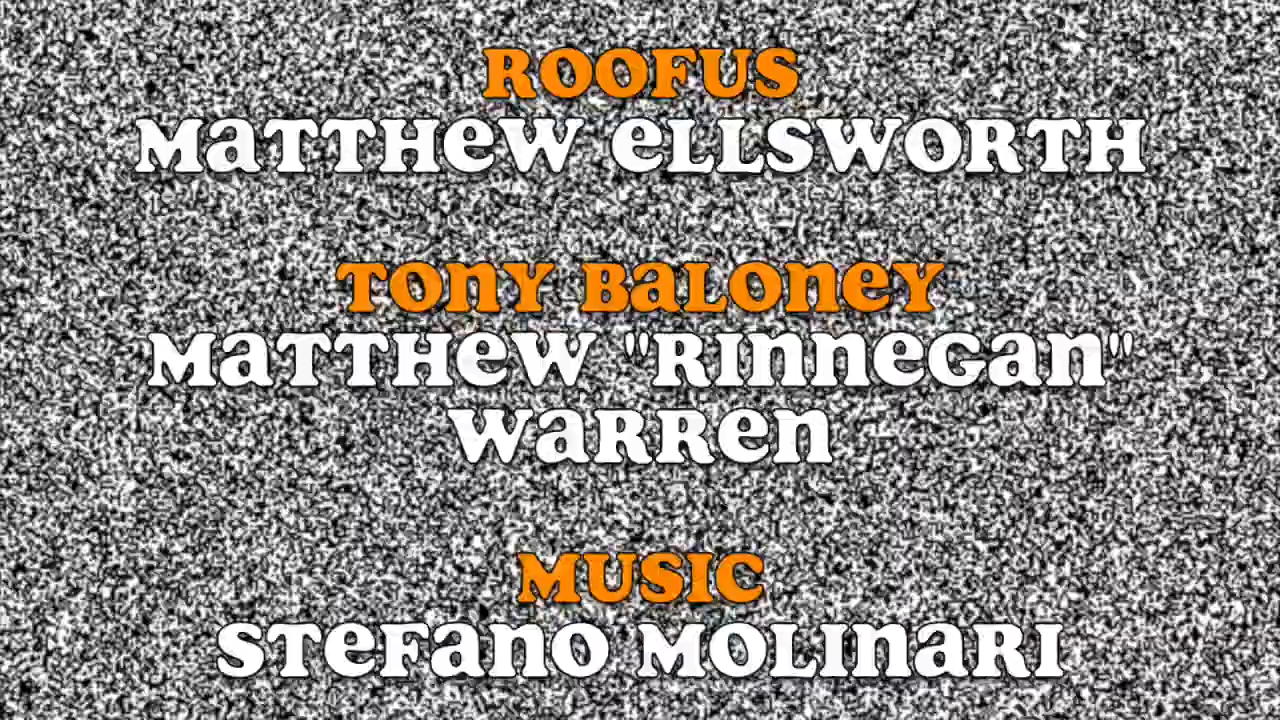 ROOFUS
MaTTHeW eLLSWORTH
TOnY BaLOneY
MaTTHeW "RInneGan"
WaRRen
MUSIC
STeFanO MOLInaRI